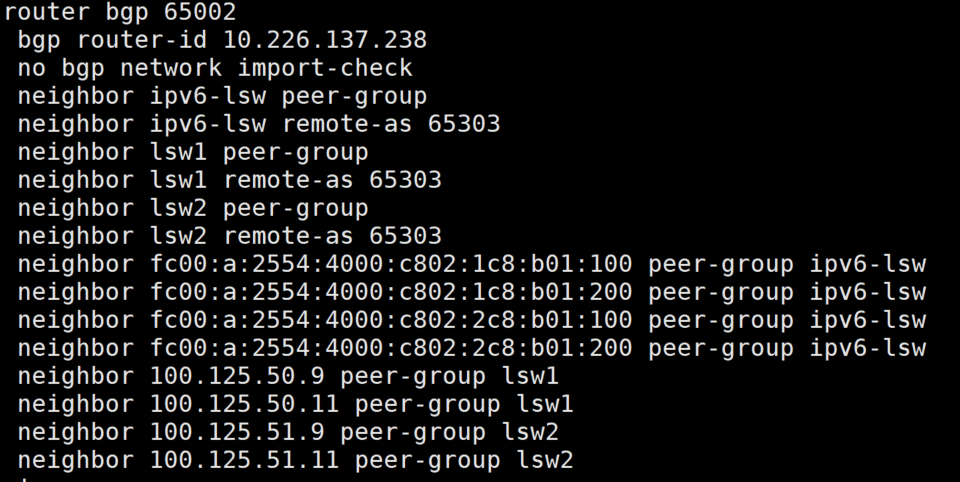 router bgp 65002
bgp router-id 10.226.137.238
no bgp network import-check
neighbor ipv6-lsw peer-group
neighbor ipv6-lsw remote-as 65303
neighbor lsw1 peer-group
neighbor lsw1 remote-as 65303
neighbor lsw2 peer-group
neighbor lsw2 remote-as 65303
neighbor fc00:a:2554:4000:c802:1c8:b01:100 peer-group ipv6-lsw
neighbor fc00:a:2554:4000:c802:1c8:b01:200 peer-group ipv6-lsw
neighbor fc00:a:2554:4000:c802:2c8:b01:100 peer-group ipv6-lsw
neighbor fc00:a:2554:4000:c802:2c8:b01:200 peer-group ipv6-lsw
neighbor 100.125.50.9 peer-group lsw1
neighbor 100.125.50.11 peer-group lsw1
neighbor 100.125.51.9 peer-group lsw2
neighbor 100.125.51.11 peer-group lsw2